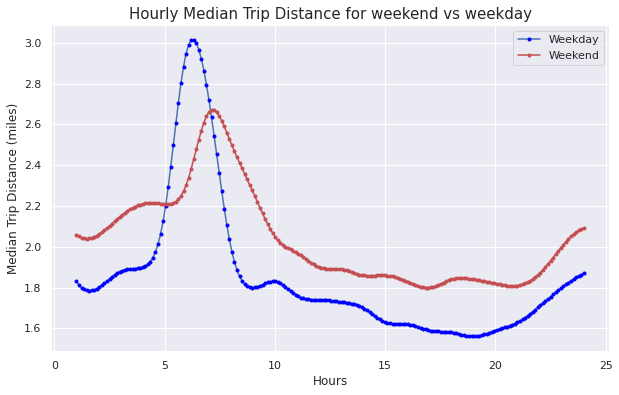 Hourly Median Trip Distance for weekend vs weekday
Weekday
Weekend
Median Trip Distance (miles)
3.0
2.8
2.6
2.4
2.2
2.0
1.8
1.6
0
5
10
15
20
25
Hours